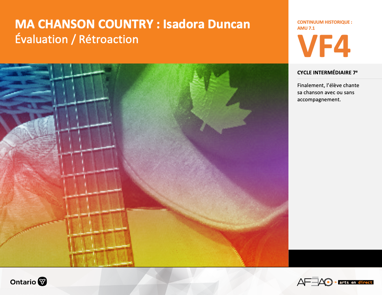 MA CHANSON COUNTRY : Isadora Duncan
Évaluation / Rétroaction
CONTINUUM HISTORIQUE :
AMU 7.1
VF4
CYCLE INTERMÉDIAIRE 7e
Finalement, l'élève chante
sa chanson avec ou sans
accompagnement.
Ontario
arts en direct